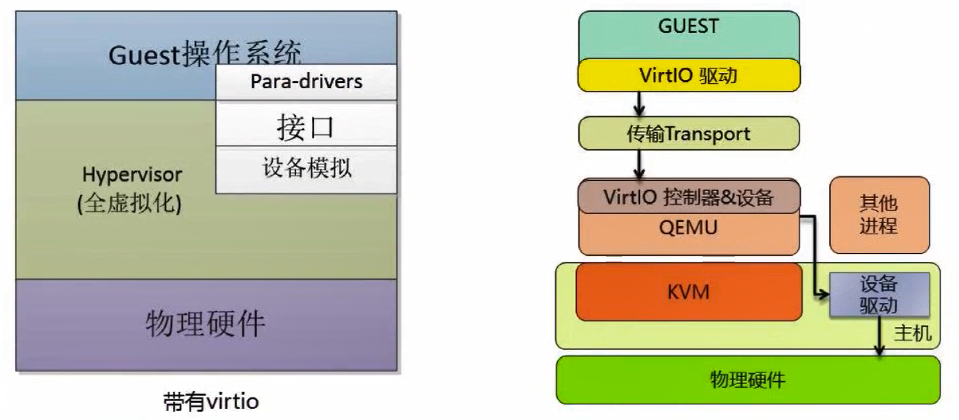 Guest操作系统
Para-drivers
接口
设备模拟
Hypervisor
(全虚拟化)
物理硬件
带有virtio
GUEST
VirtIO 驱动
传输Transport
VirtIO 控制器&设备
QEMU
其他
进程
KVM
设备
驱动
主机
物理硬件